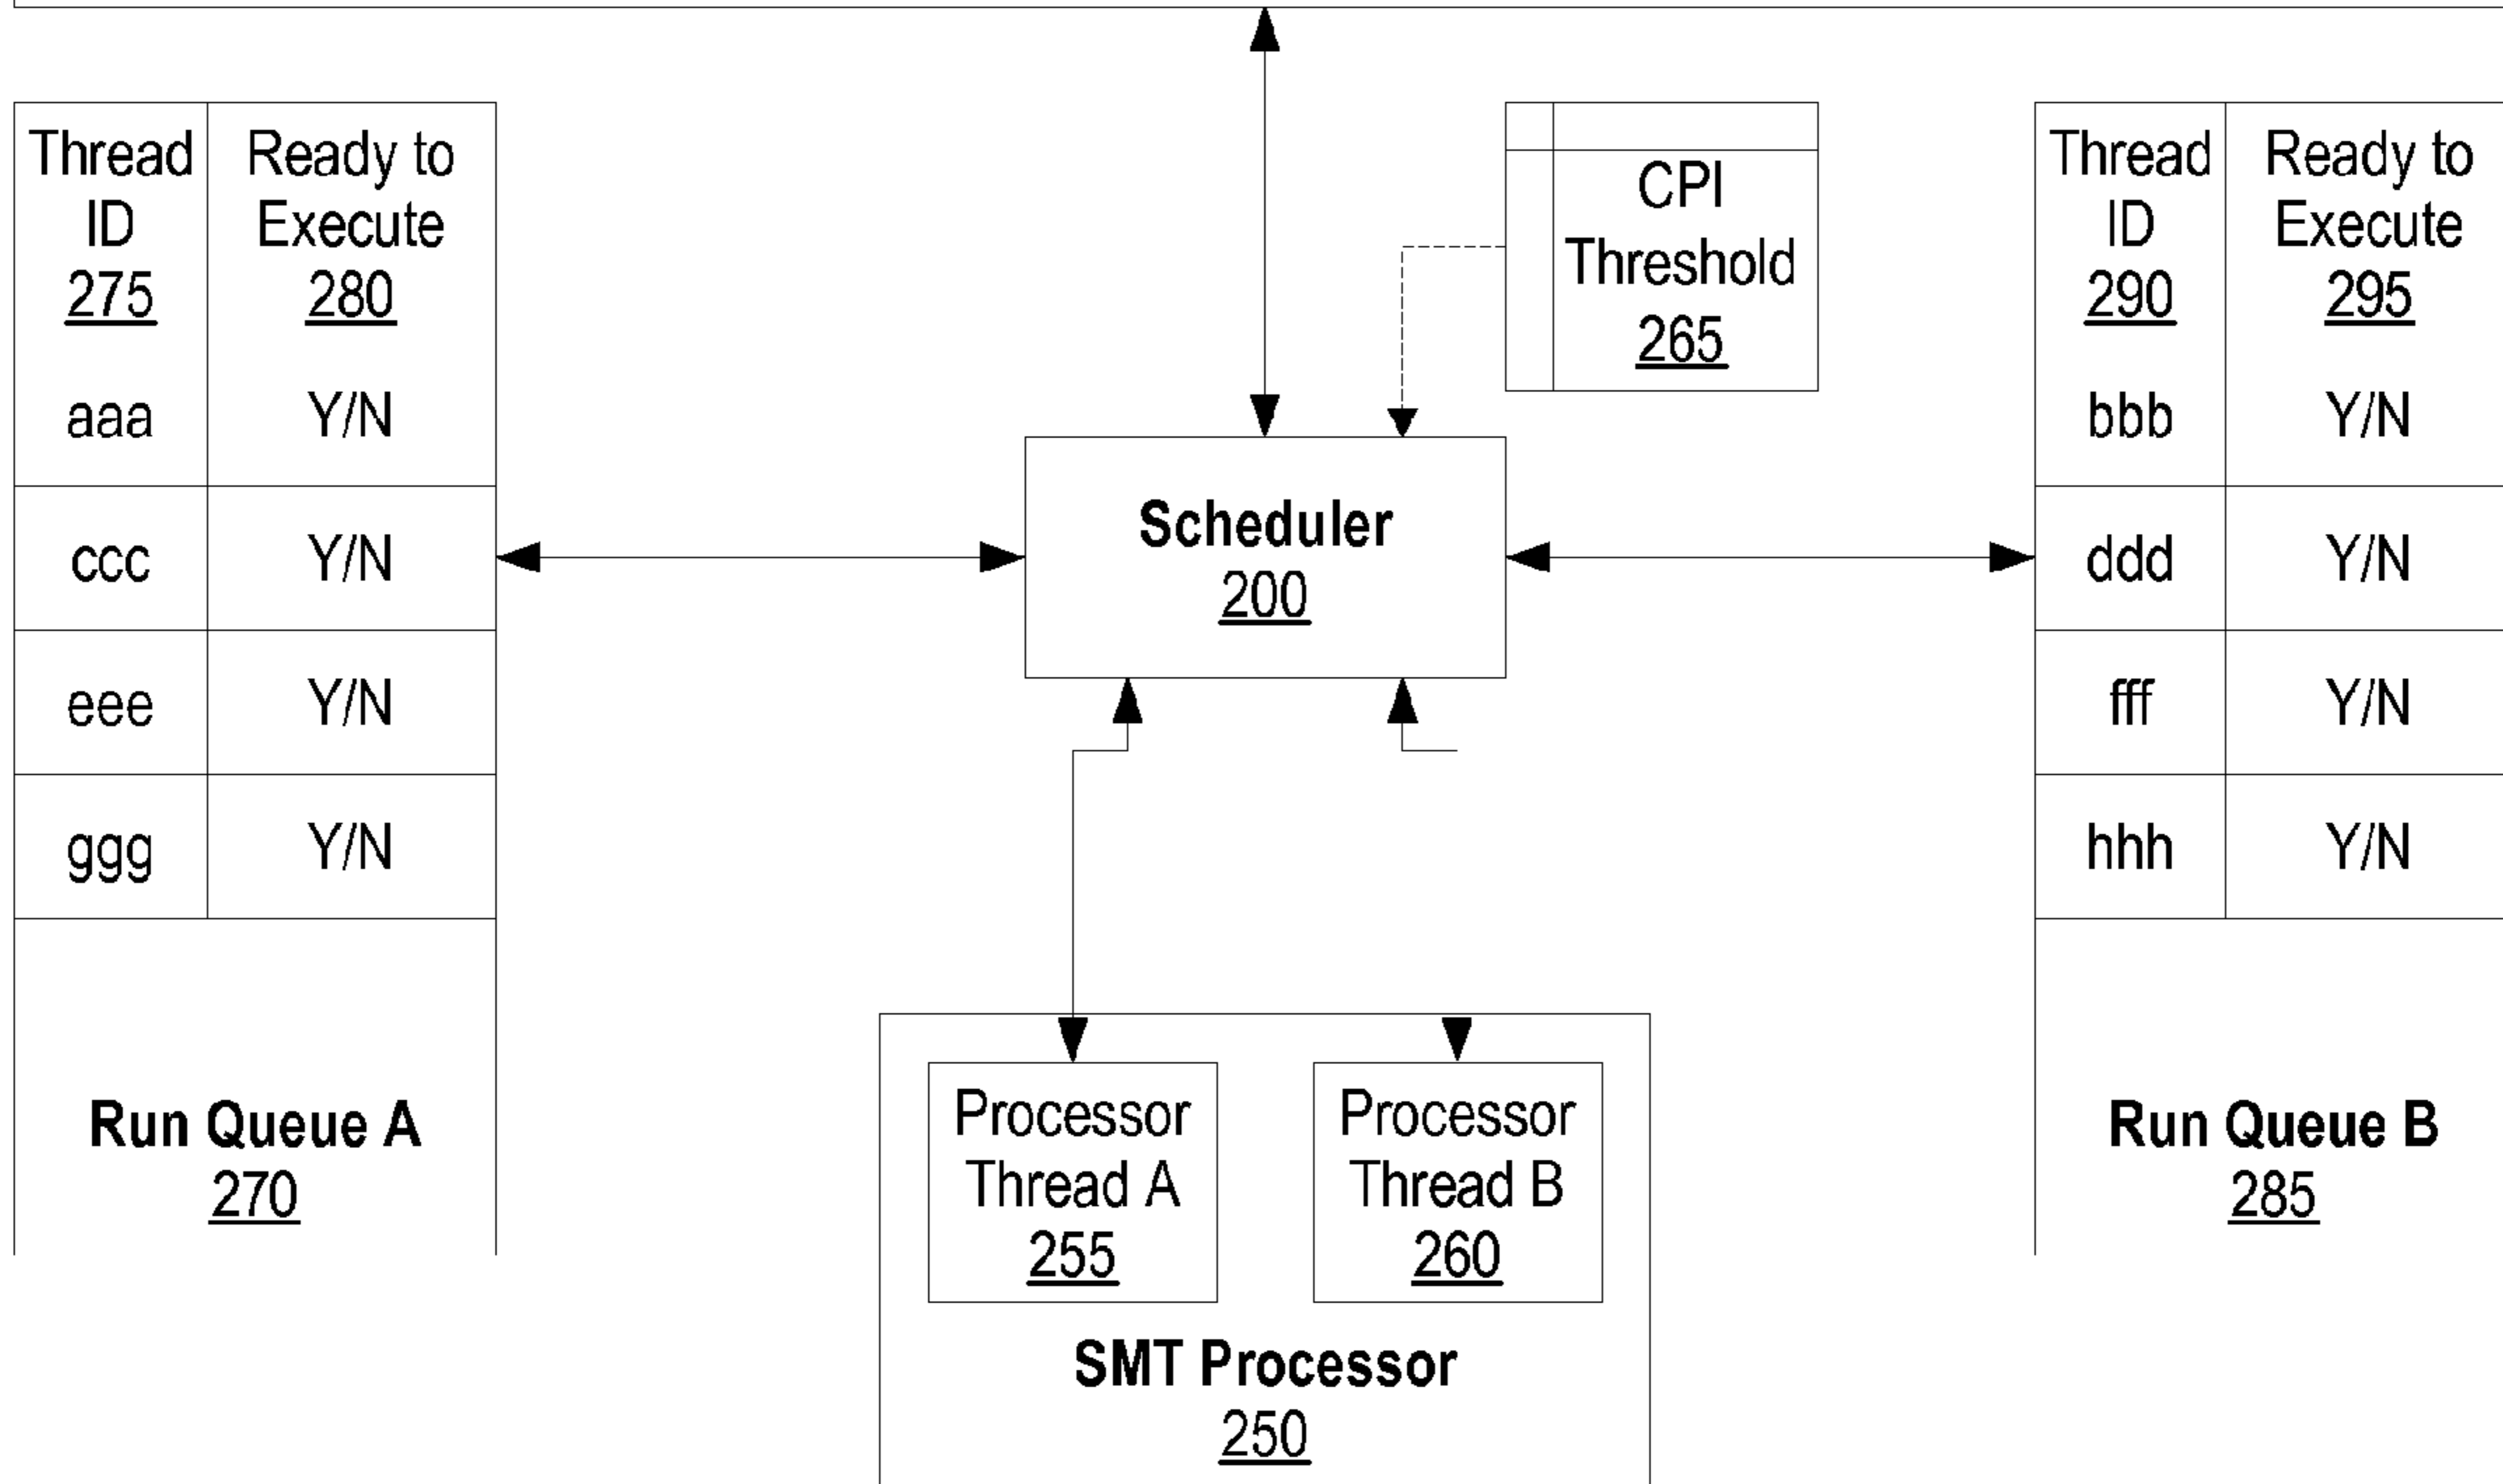 Thread
ID
275
Ready to
Execute
280
aaa
Y/N
ccc
Y/N
eee
Y/N
ggg
Y/N
Run Queue A
270
CPI
Threshold
265
Scheduler
200
Processor
Thread A
255
Processor
Thread B
260
SMT Processor
250
Thread
ID
290
Ready to
Execute
295
bbb
Y/N
ddd
Y/N
fff
Y/N
hhh
Y/N
Run Queue B
285